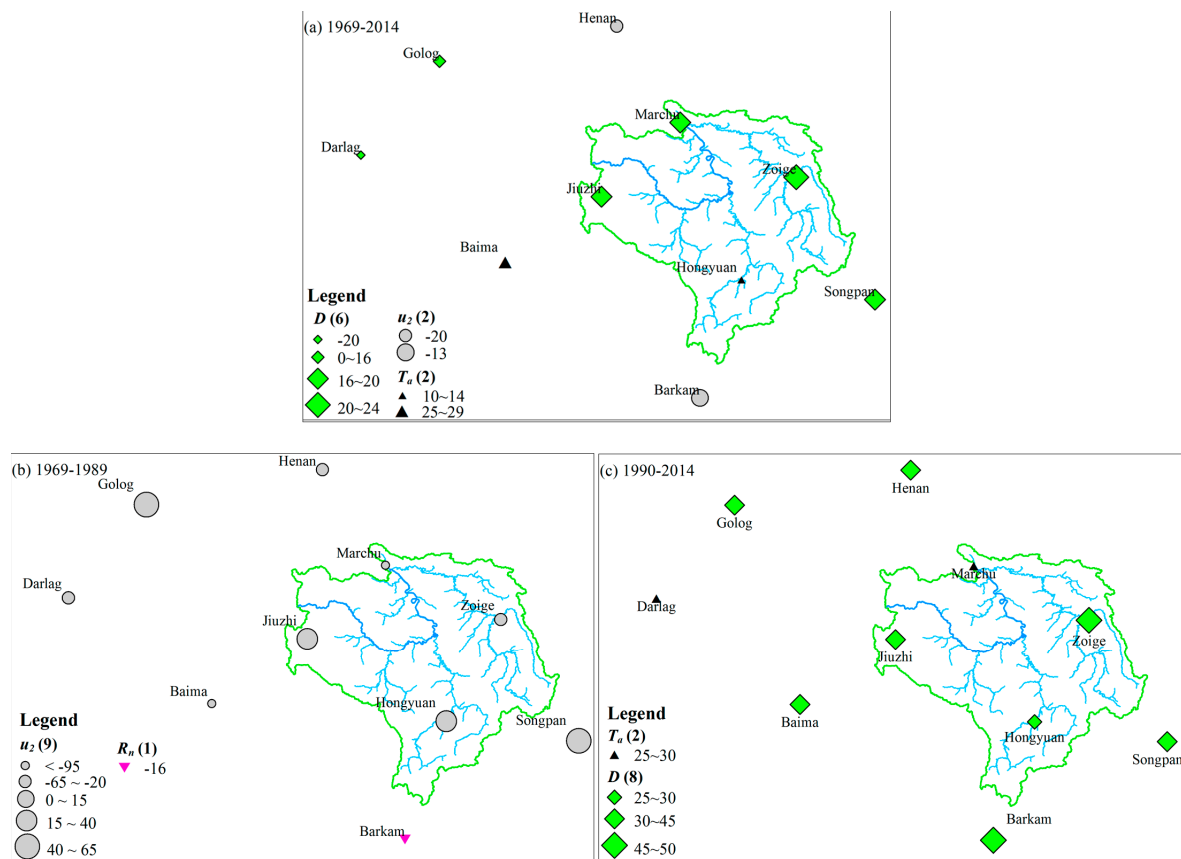 (a) 1969-2014
Henan
Golog
Marchu
Darlag
Zoige
Jiuzhi
Baima
Hongyuan
Songpan
Barkam
Legend
D (6)
-20
0~16
16~20
20~24
u2 (2)
-20
-13
Ta (2)
10~14
25~29
(b) 1969-1989
Henan
Golog
Marchu
Darlag
Zoige
Jiuzhi
Baima
Hongyuan
Songpan
Barkam
Legend
u2 (9)
< -95
-65 ~ -20
0 ~ 15
15 ~ 40
40 ~ 65
Rn (1)
-16
(c) 1990-2014
Henan
Golog
Marchu
Darlag
Zoige
Jiuzhi
Baima
Hongyuan
Songpan
Barkam
Legend
Ta (2)
25~30
D (8)
25~30
30~45
45~50